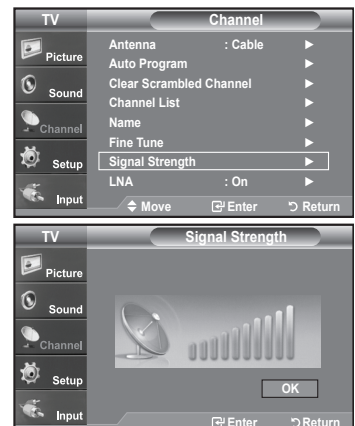 TV Channel
Picture
Sound
Channel
Setup
Input
Antenna : Cable ►
Auto Program ►
Clear Scrambled Channel ►
Channel List ►
Name ►
Fine Tune ►
Signal Strength ►
LNA : On ►
Move Enter Return
TV Signal Strength
Picture
Sound
Channel
Setup
Input
OK
Enter Return